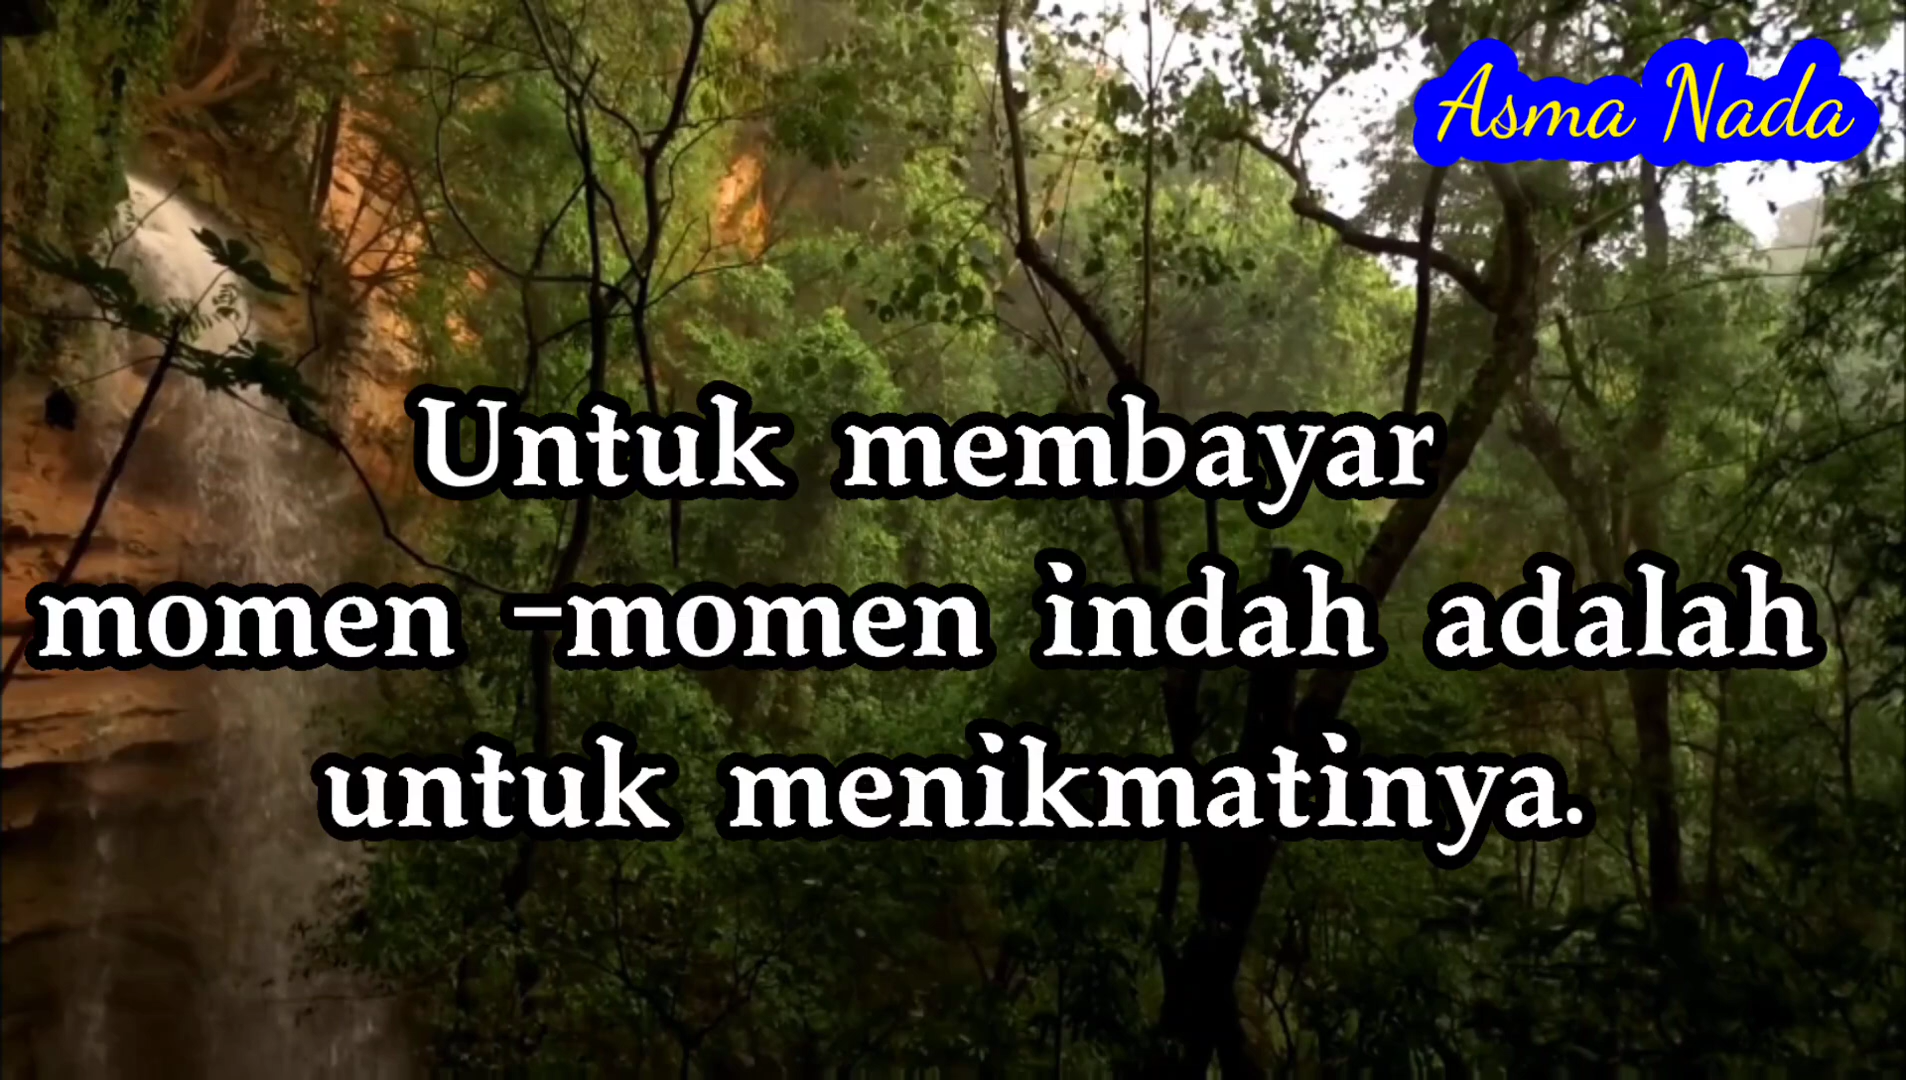 Asma Nada
Untuk membayar
momen -momen indah adalah
untuk menikmatinya.